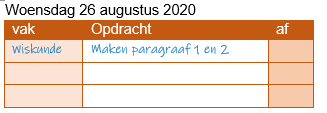 Woensdag 26 augustus 2020
vak Opdracht af
Wiskunde Maken paragraaf 1 en 2